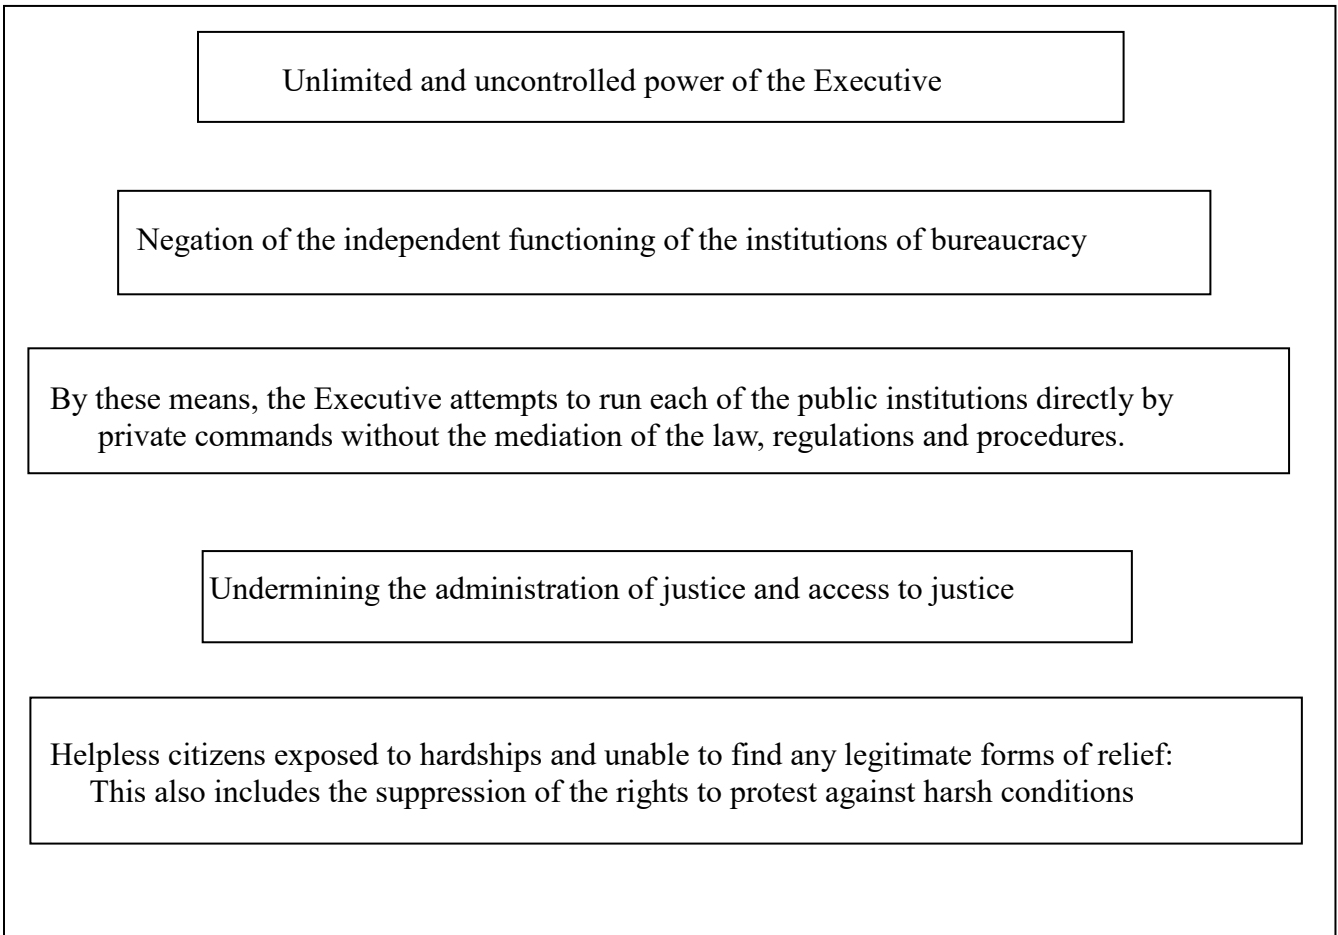 Unlimited and uncontrolled power of the Executive
Negation of the independent functioning of the institutions of bureaucracy
By these means, the Executive attempts to run each of the public institutions directly by
private commands without the mediation of the law, regulations and procedures.
Undermining the administration of justice and access to justice
Helpless citizens exposed to hardships and unable to find any legitimate forms of relief:
This also includes the suppression of the rights to protest against harsh conditions